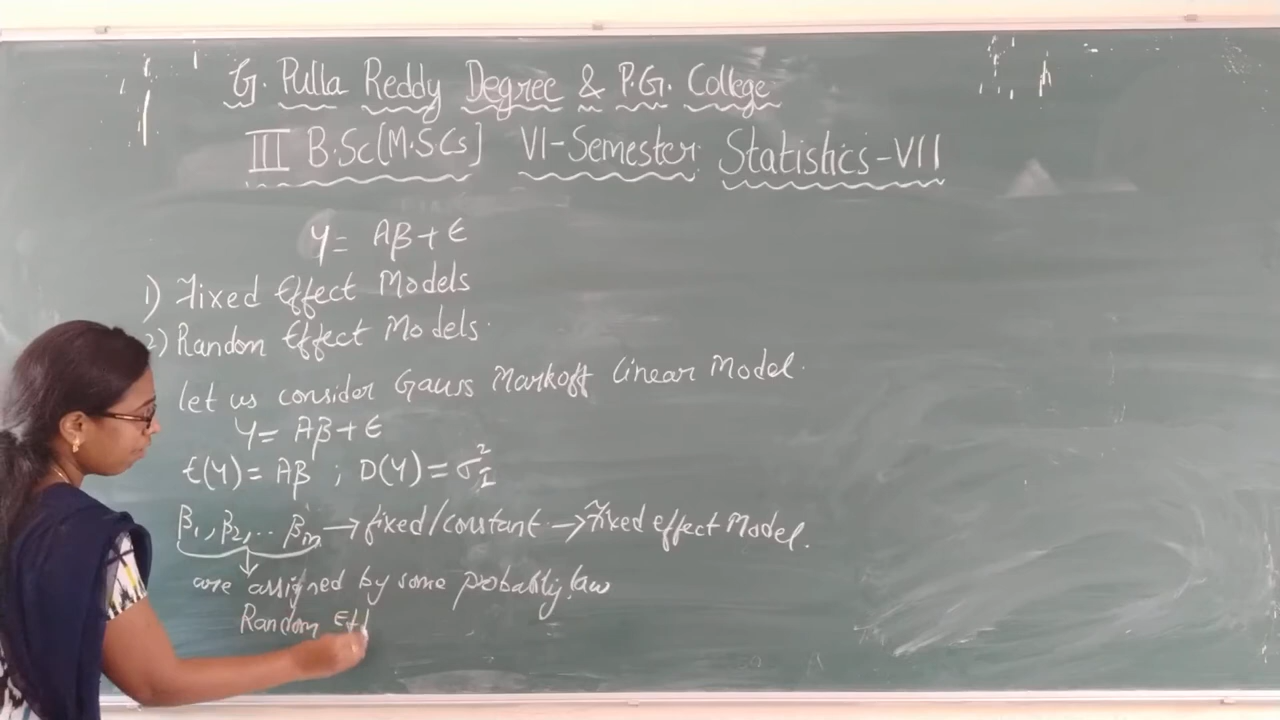 G. Pulla Reddy Degree & P.G. College
III B.Sc[M.SCs] VI-Semester Statistics-VII
Y = Aβ + ϵ
1) Fixed Effect Models
2) Random Effect Models.
let us consider Gauss Markoff linear Model.
Y = Aβ + ϵ
E(Y) = Aβ ; D(Y) = σ²I
β1, β2, .. βm → fixed/constant → Fixed effect Model.
are assigned by some probability law
Random Eff